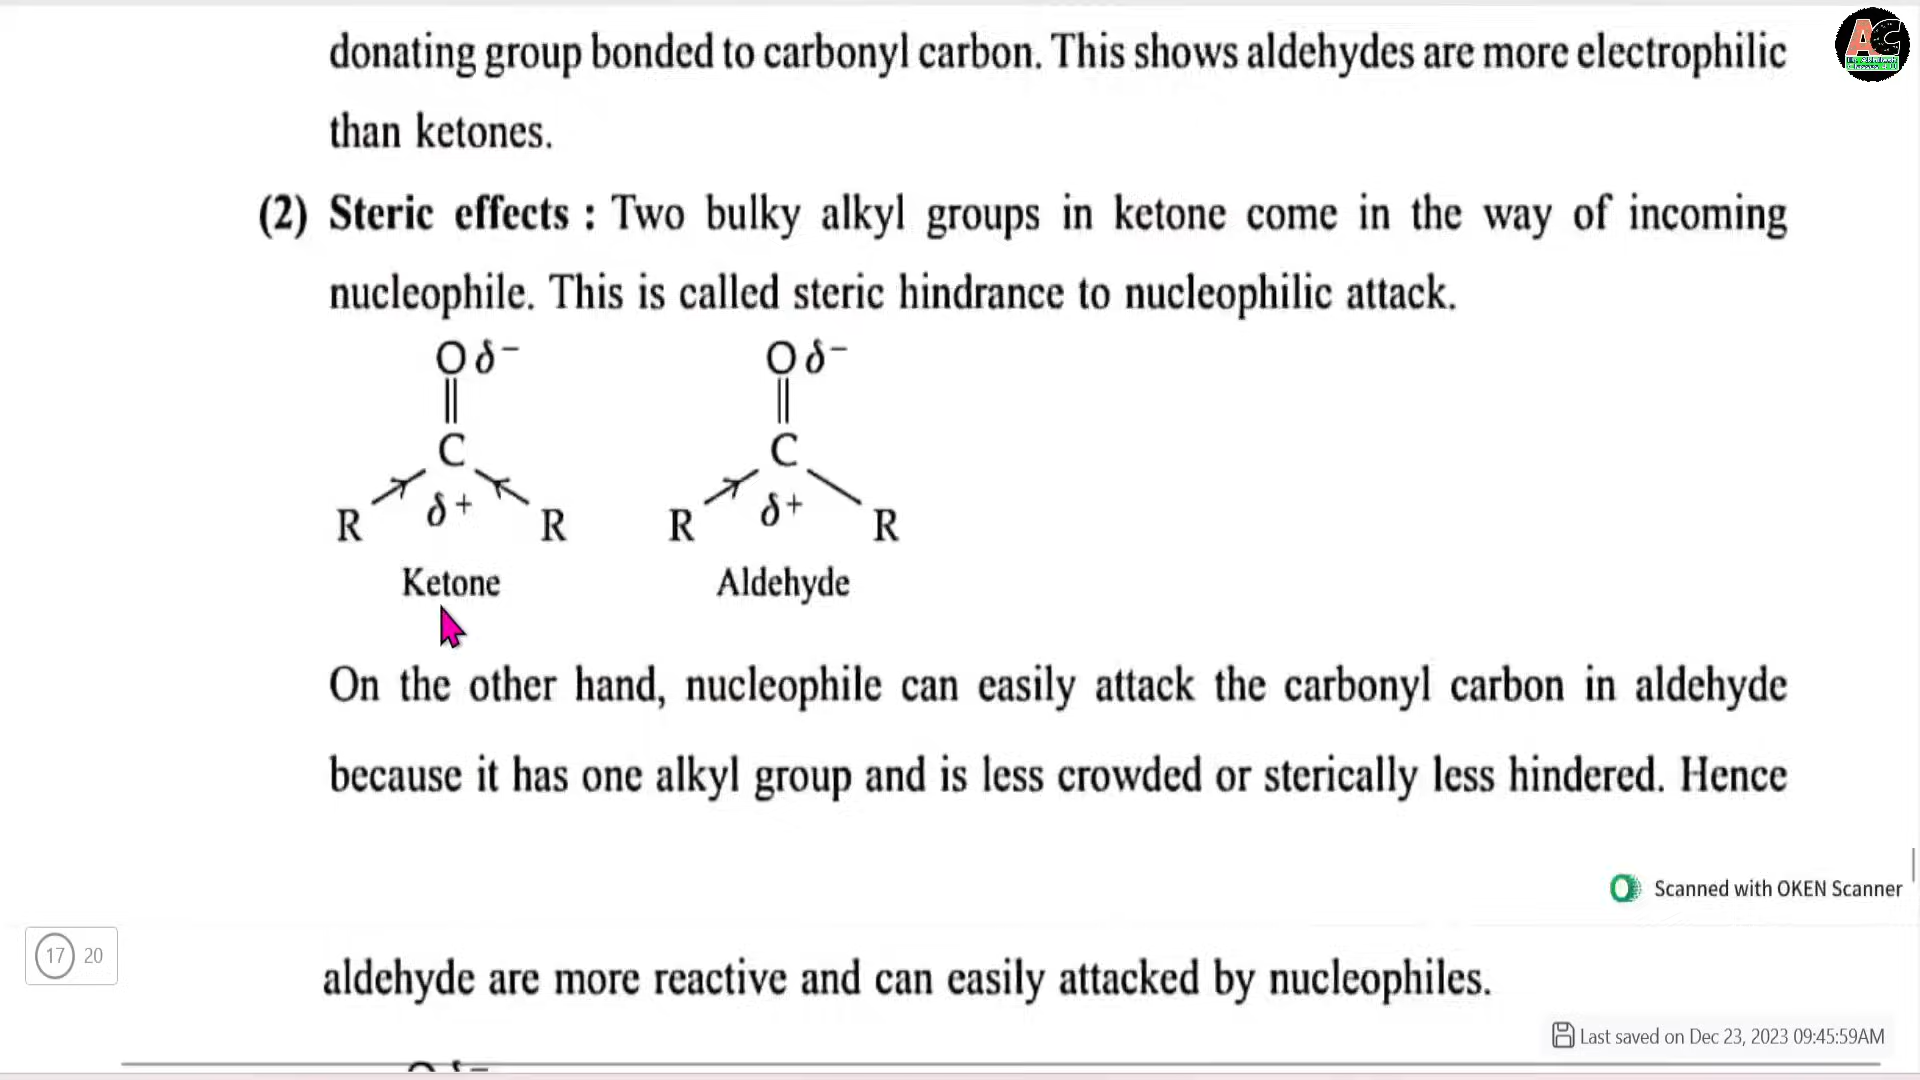 donating group bonded to carbonyl carbon. This shows aldehydes are more electrophilic
than ketones.
(2) Steric effects : Two bulky alkyl groups in ketone come in the way of incoming
nucleophile. This is called steric hindrance to nucleophilic attack.
O δ− O δ−
C C
R δ+ R R δ+ R
Ketone Aldehyde
On the other hand, nucleophile can easily attack the carbonyl carbon in aldehyde
because it has one alkyl group and is less crowded or sterically less hindered. Hence
Scanned with OKEN Scanner
17 20
aldehyde are more reactive and can easily attacked by nucleophiles.
Last saved on Dec 23, 2023 09:45:59AM
AC